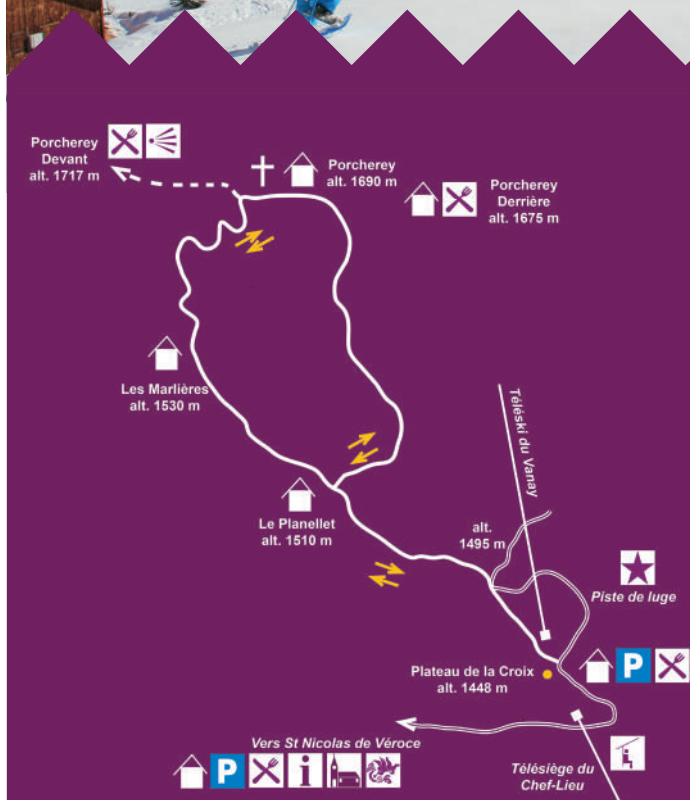 Porcherey
Devant
alt. 1717 m
Porcherey
alt. 1690 m
Porcherey
Derrière
alt. 1675 m
Les Marlières
alt. 1530 m
Téléski du Vanay
Le Planellet
alt. 1510 m
alt.
1495 m
Piste de luge
P
Plateau de la Croix
alt. 1448 m
Vers St Nicolas de Véroce
P
i
Télésiège du
Chef-Lieu